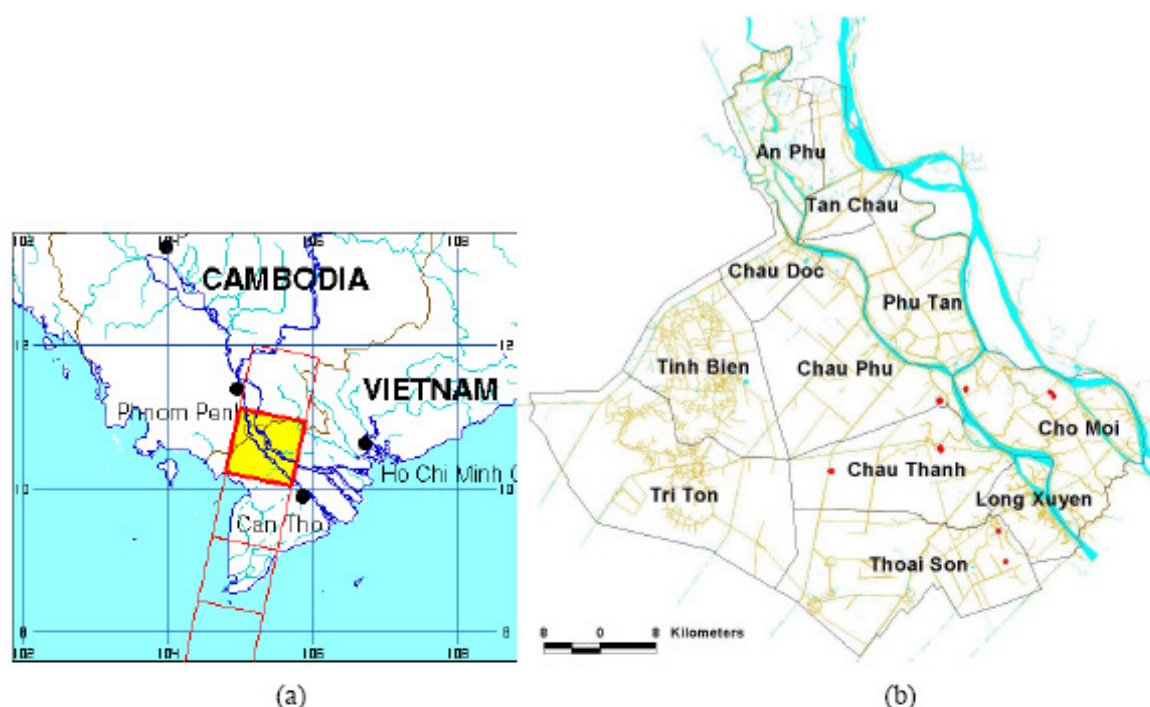 102
104
106
108
CAMBODIA
12
12
VIETNAM
Phnom Pen
Ho Chi Minh C
10
10
Can Tho
8
8
102
104
106
108
(a)
An Phu
Tan Chau
Chau Doc
Phu Tan
Tinh Bien
Chau Phu
Cho Moi
Chau Thanh
Tri Ton
Long Xuyen
Thoai Son
8 0 8 Kilometers
(b)